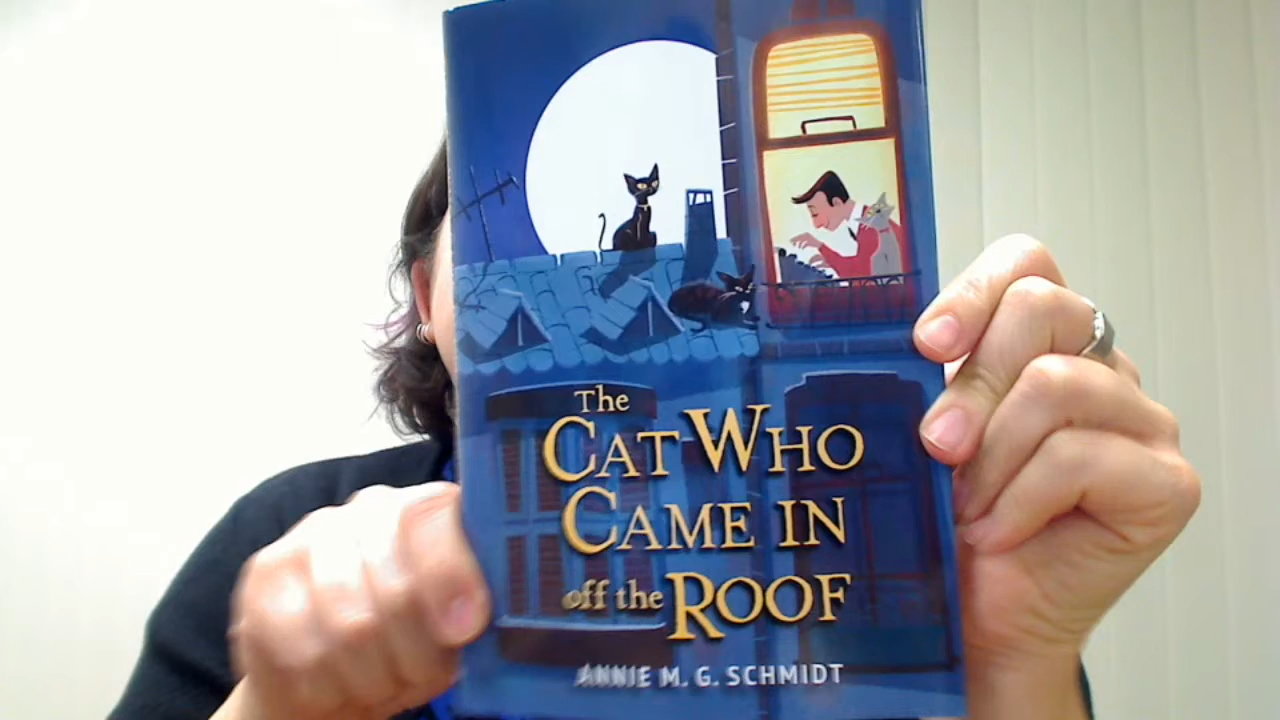 The
CAT WHO
CAME IN
off the ROOF
ANNIE M. G. SCHMIDT